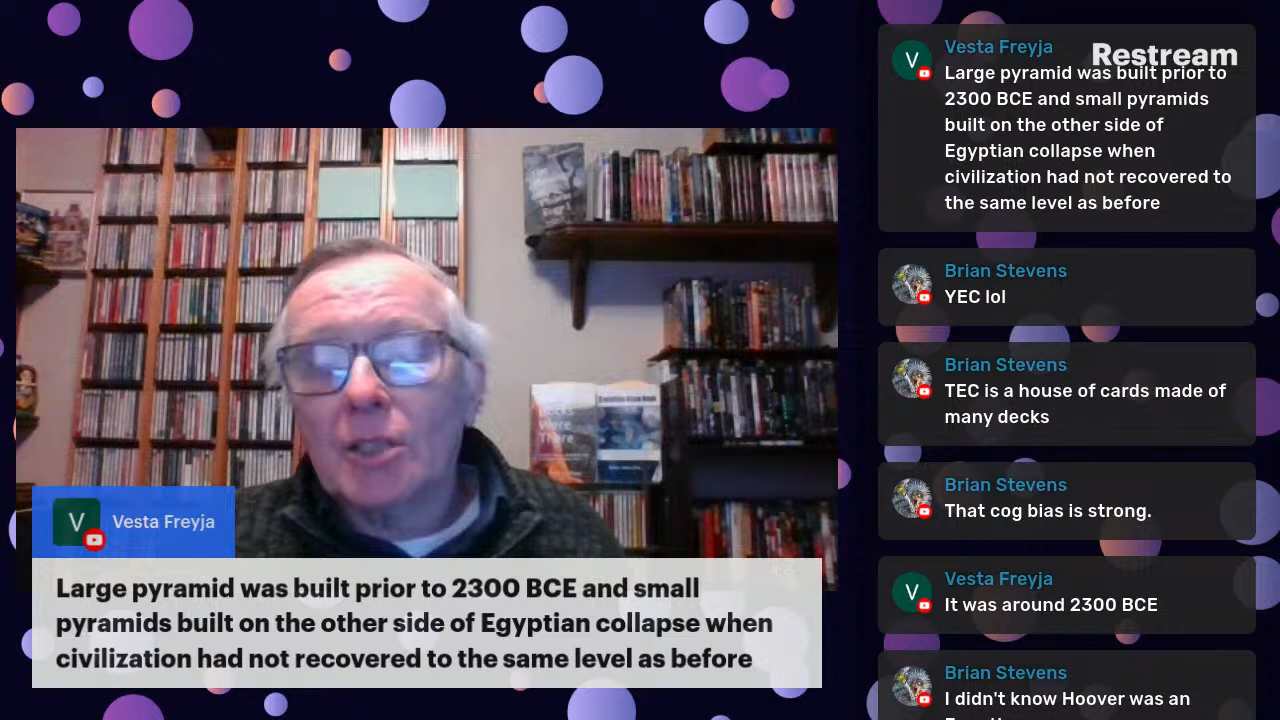 Restream
Vesta Freyja
Large pyramid was built prior to
2300 BCE and small pyramids
built on the other side of
Egyptian collapse when
civilization had not recovered to
the same level as before
Brian Stevens
YEC lol
Brian Stevens
TEC is a house of cards made of
many decks
Brian Stevens
That cog bias is strong.
Vesta Freyja
It was around 2300 BCE
Brian Stevens
I didn't know Hoover was an
V
Vesta Freyja
Large pyramid was built prior to 2300 BCE and small
pyramids built on the other side of Egyptian collapse when
civilization had not recovered to the same level as before